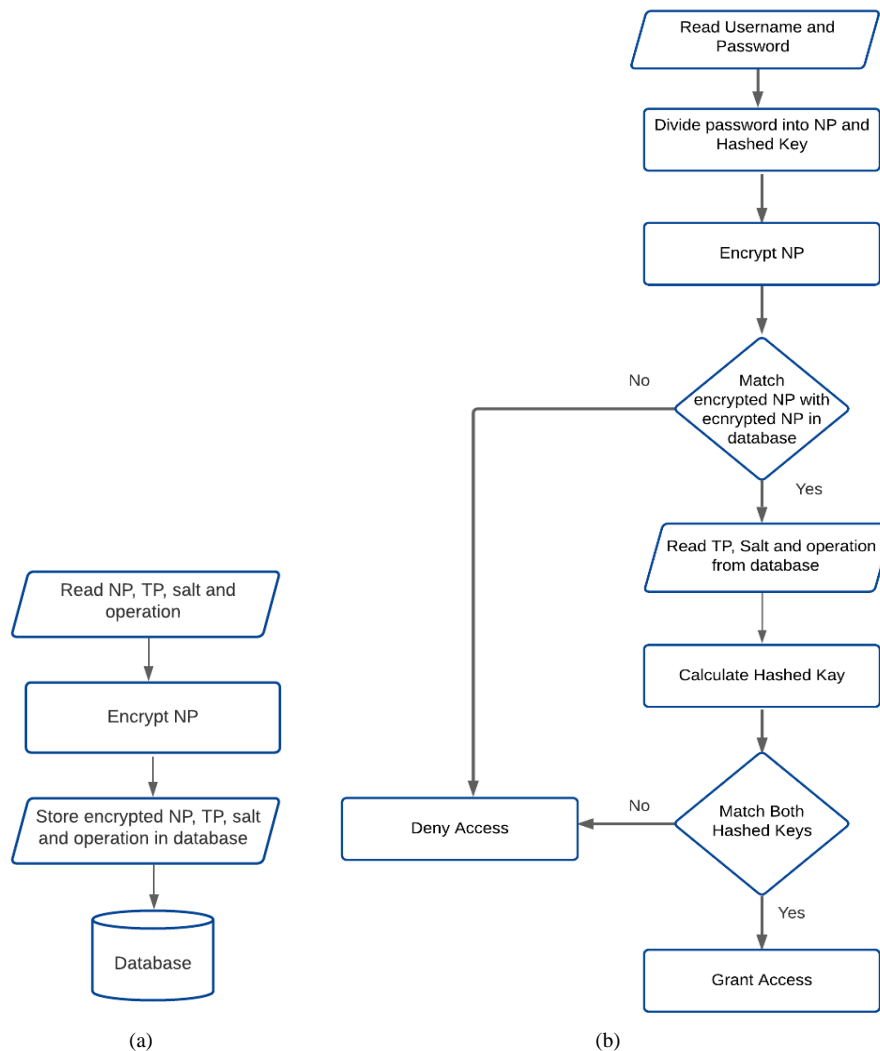 Read NP, TP, salt and
operation
Encrypt NP
Store encrypted NP, TP, salt
and operation in database
Database
(a)
Read Username and
Password
Divide password into NP and
Hashed Key
Encrypt NP
Match
encrypted NP with
ecnrypted NP in
database
No
Yes
Read TP, Salt and operation
from database
Calculate Hashed Kay
Match Both
Hashed Keys
No
Deny Access
Yes
Grant Access
(b)